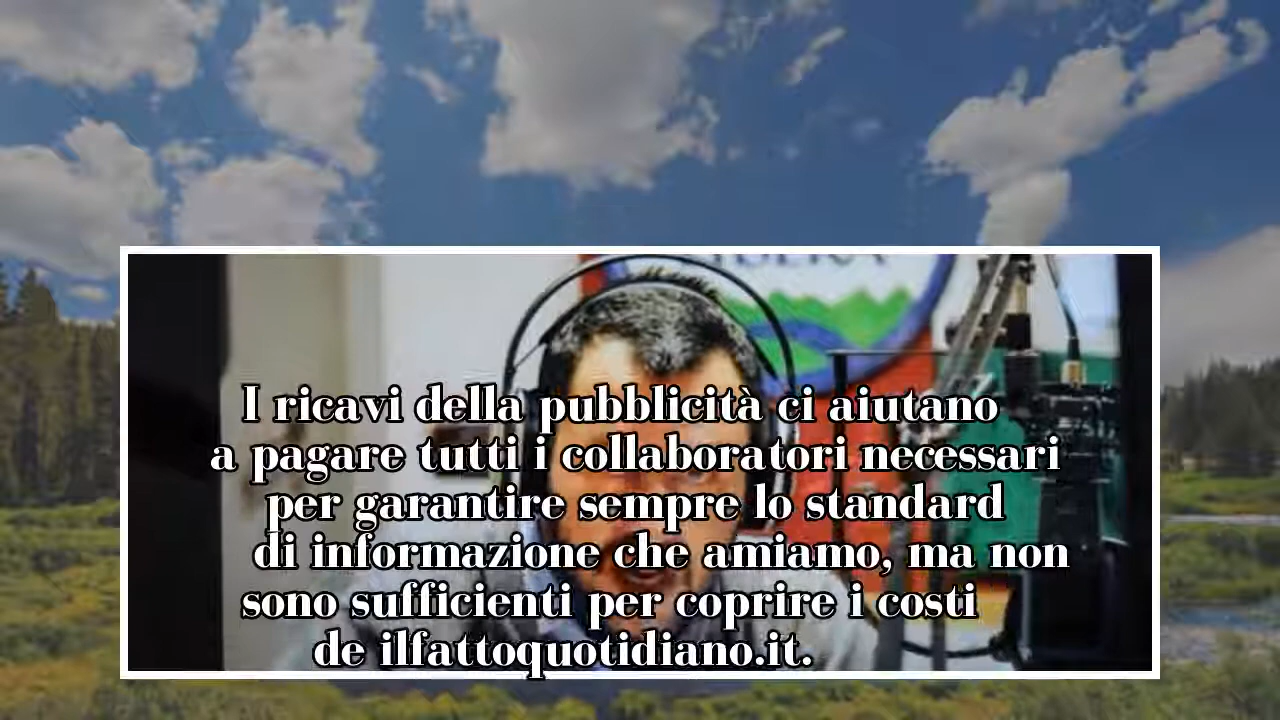 I ricavi della pubblicità ci aiutano
a pagare tutti i collaboratori necessari
per garantire sempre lo standard
di informazione che amiamo, ma non
sono sufficienti per coprire i costi
de ilfattoquotidiano.it.